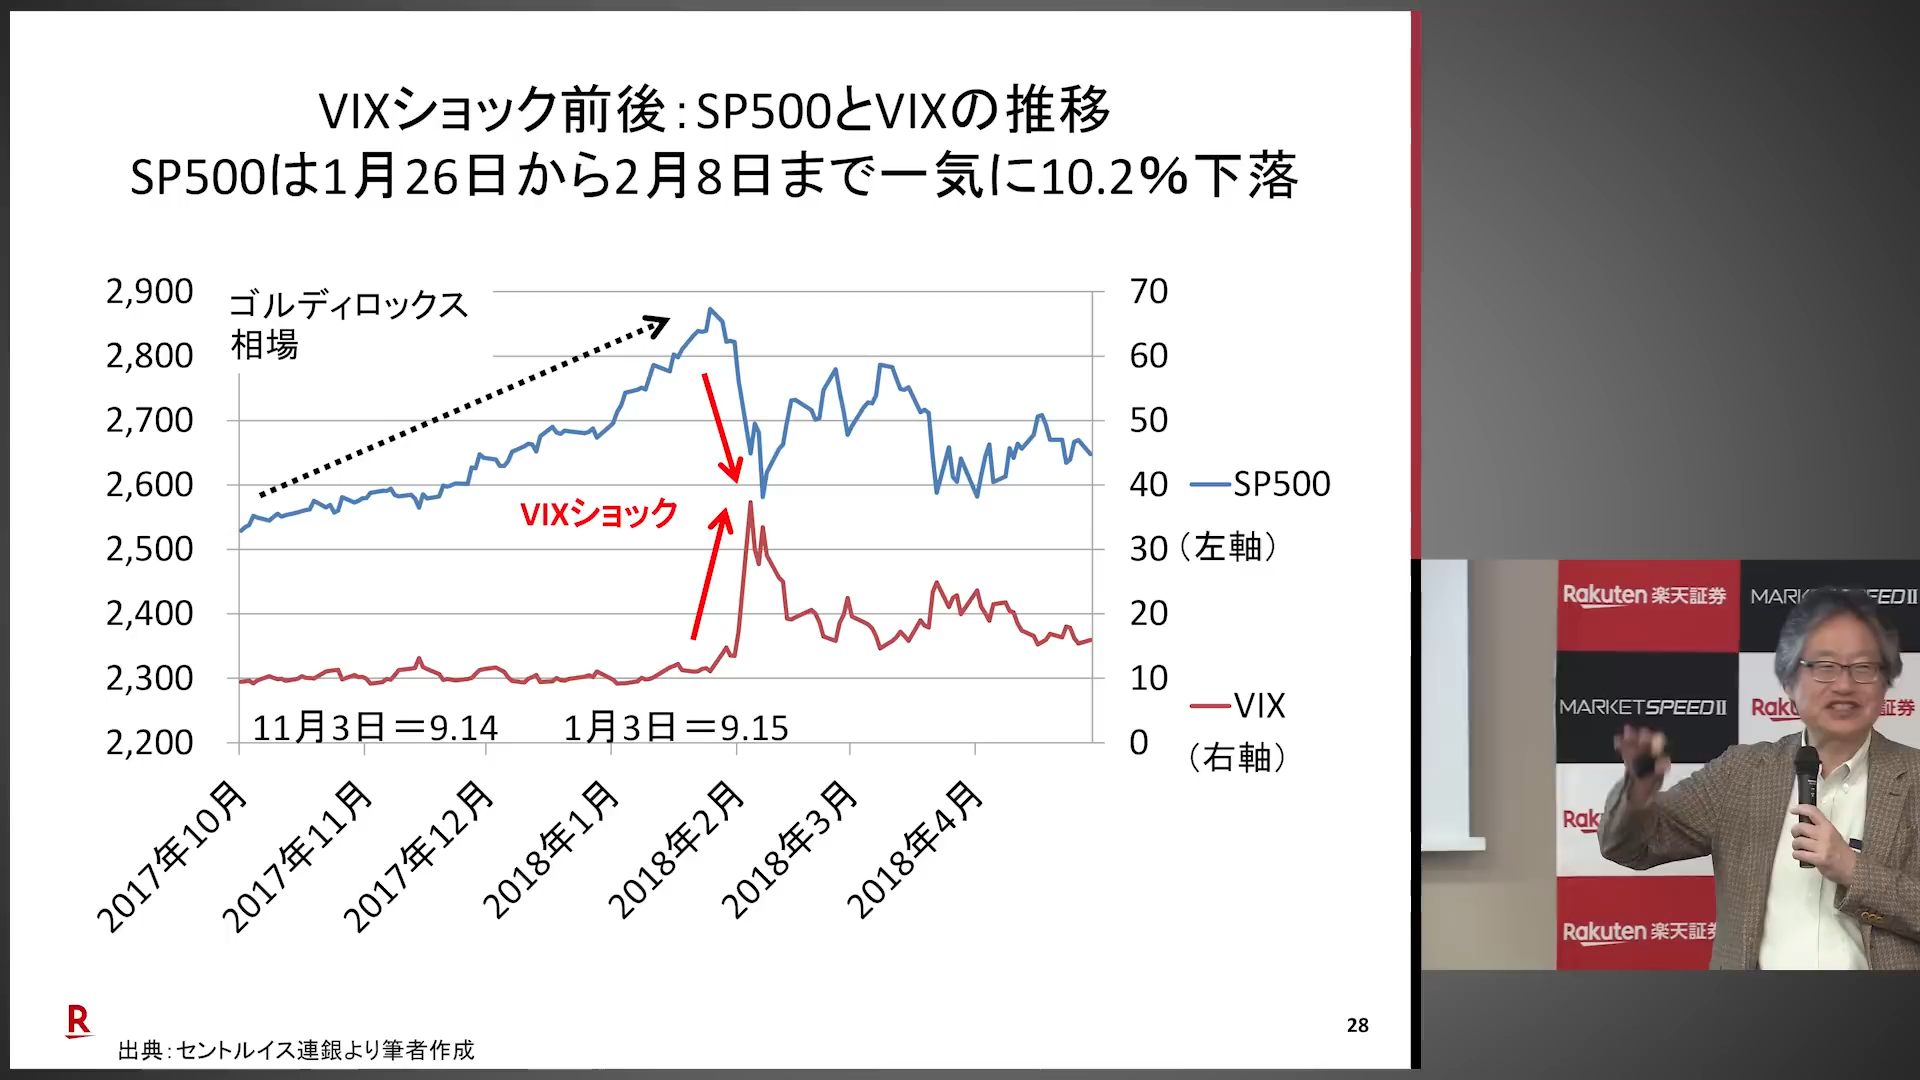 VIXショック前後：SP500とVIXの推移
SP500は1月26日から2月8日まで一気に10.2％下落
ゴルディロックス
相場
2,900
2,800
2,700
2,600
2,500
2,400
2,300
2,200
70
60
50
40
30
20
10
0
VIXショック
11月3日＝9.14
1月3日＝9.15
SP500
（左軸）
VIX
（右軸）
2017年10月
2017年11月
2017年12月
2018年1月
2018年2月
2018年3月
2018年4月
R
出典：セントルイス連銀より筆者作成
28
Rakuten 楽天証券
MARKETSPEED II
Rakuten 楽天証券